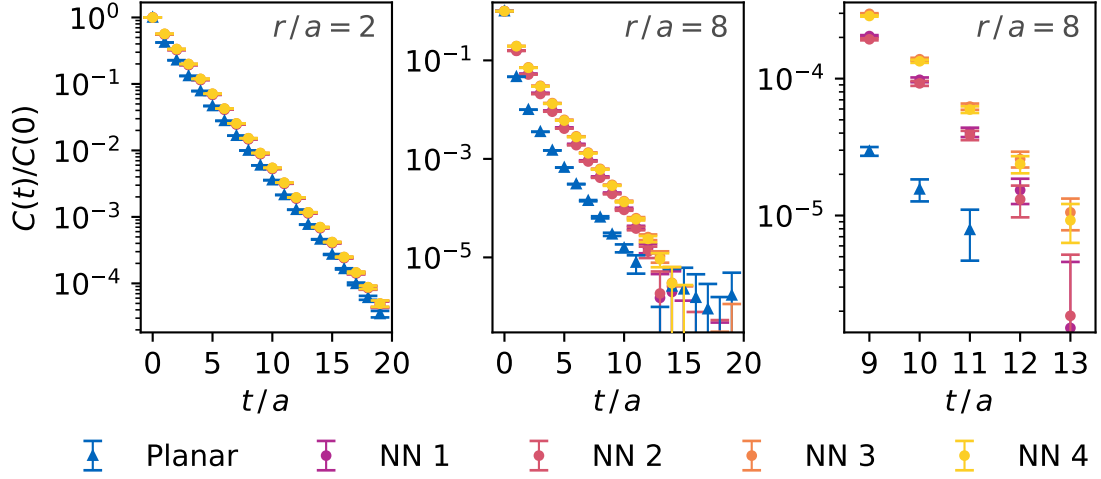 C(t)/C(0)
10⁰
10⁻¹
10⁻²
10⁻³
10⁻⁴
r/a = 2
0 5 10 15 20
t/a
10⁻¹
10⁻³
10⁻⁵
r/a = 8
0 5 10 15 20
t/a
10⁻⁴
10⁻⁵
r/a = 8
9 10 11 12 13
t/a
Planar NN 1 NN 2 NN 3 NN 4